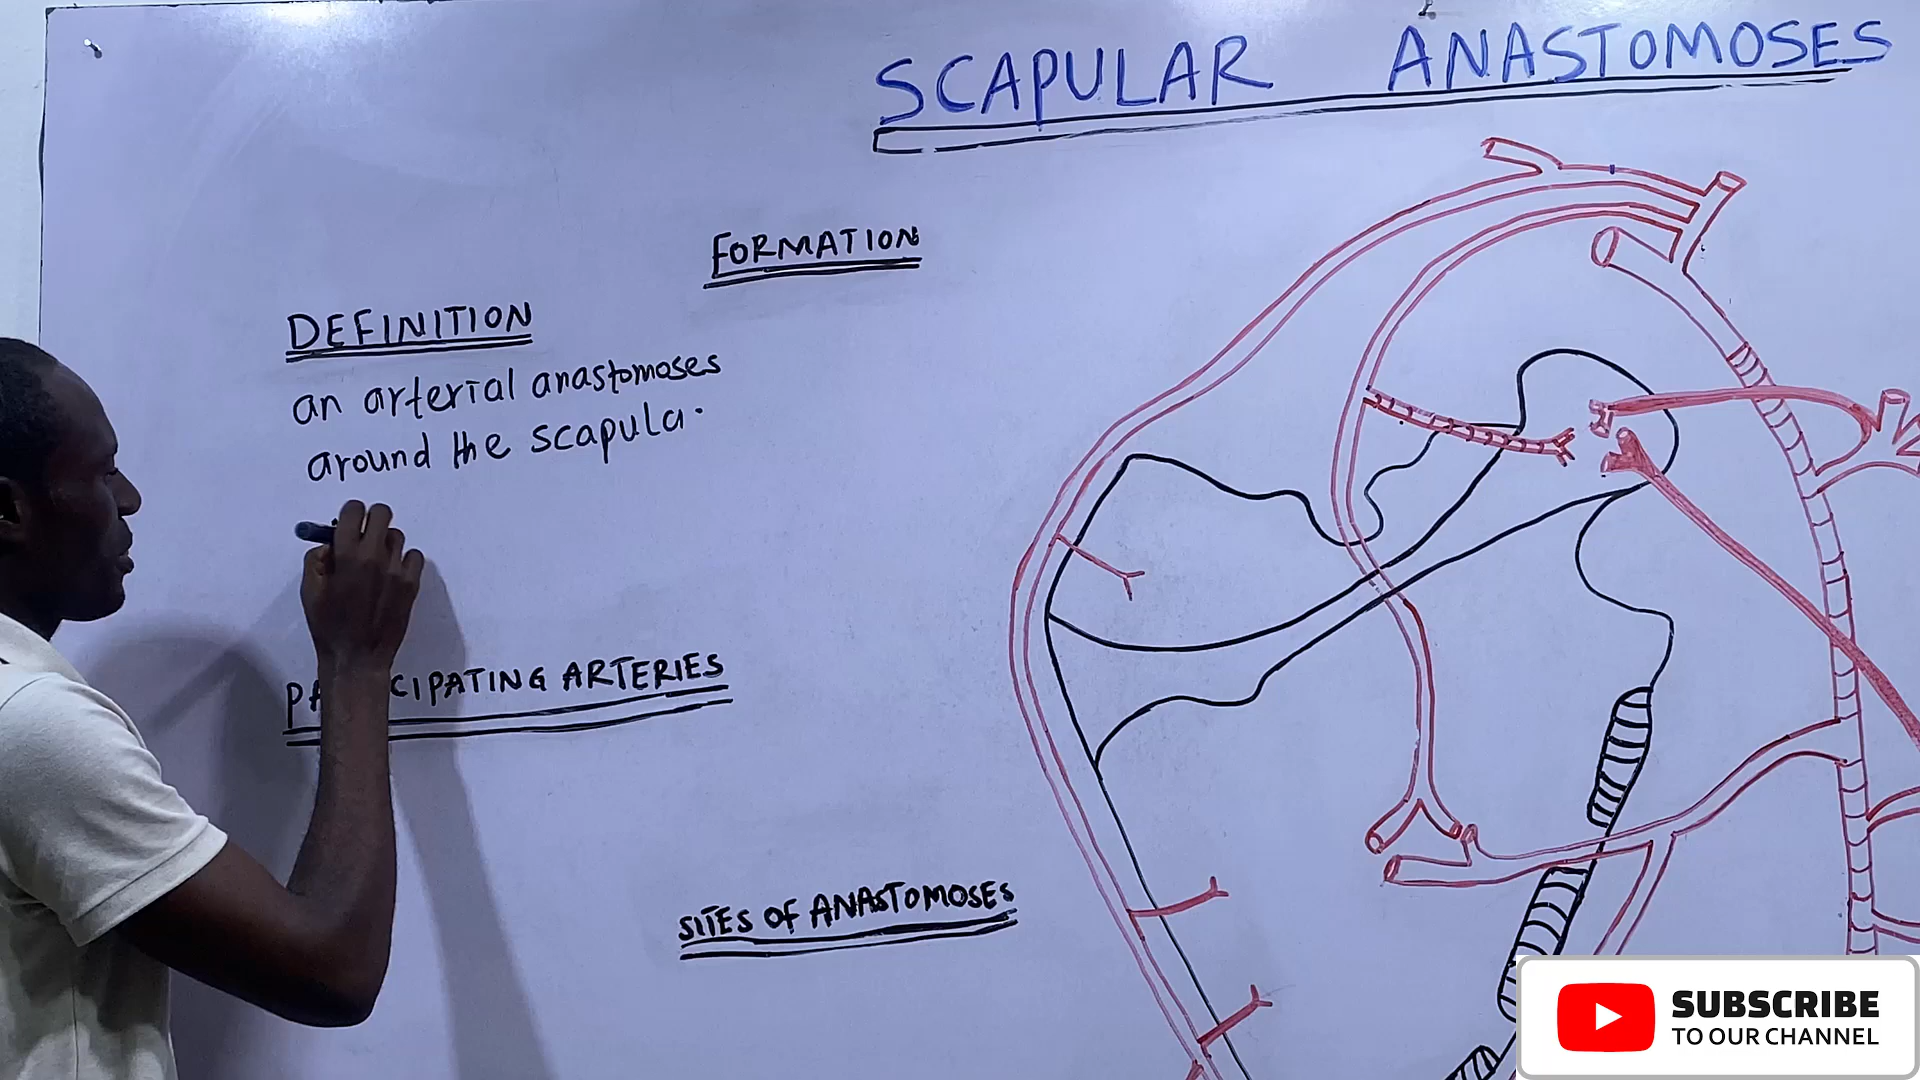 SCAPULAR ANASTOMOSES
FORMATION
DEFINITION
an arterial anastomoses
around the scapula.
PA CIPATING ARTERIES
SITES OF ANASTOMOSES
SUBSCRIBE
TO OUR CHANNEL